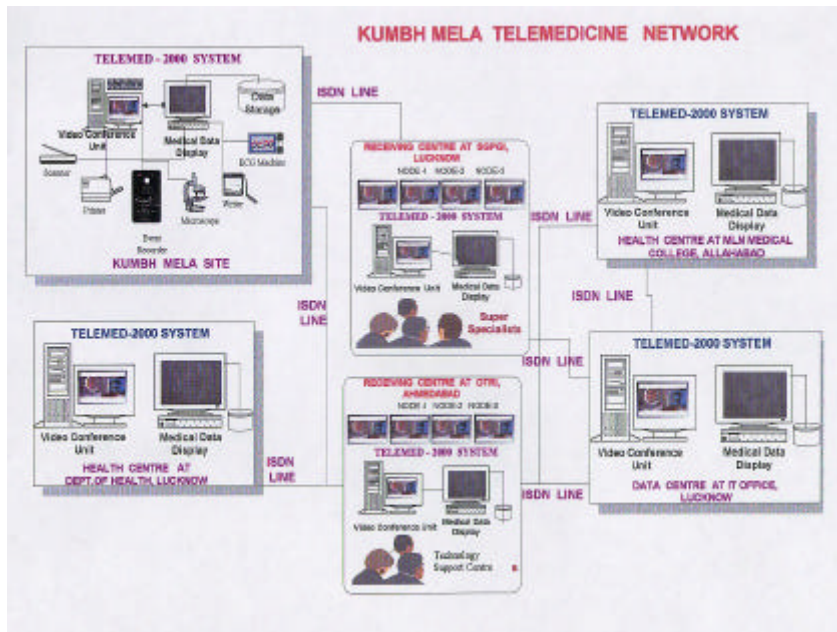 KUMBH MELA TELEMEDICINE NETWORK
TELEMED - 2000 SYSTEM
Data
Storage
Video Conference
Unit
Medical Data
Display
ECG Machine
Scanner
Printer
Microscope
Recorder
KUMBH MELA SITE
ISDN LINE
RECEIVING CENTRE AT SGPGI,
LUCKNOW
NODE-1 NODE-2 NODE-3
TELEMED - 2000 SYSTEM
Video Conference Unit
Medical Data
Display
Super
Specialists
ISDN LINE
TELEMED-2000 SYSTEM
Video Conference
Unit
Medical Data
Display
HEALTH CENTRE AT MLN MEDICAL
COLLEGE, ALLAHABAD
ISDN LINE
ISDN
LINE
TELEMED-2000 SYSTEM
Video Conference
Unit
Medical Data
Display
HEALTH CENTRE AT
DEPT.OF HEALTH, LUCKNOW
ISDN
LINE
RECEIVING CENTRE AT OTRI,
AHMEDABAD
NODE-1 NODE-2 NODE-3
TELEMED - 2000 SYSTEM
Video Conference Unit
Medical Data
Display
Technology
Support Centre
ISDN LINE
TELEMED-2000 SYSTEM
Video Conference
Unit
Medical Data
Display
DATA CENTRE AT IT OFFICE,
LUCKNOW
ISDN LINE